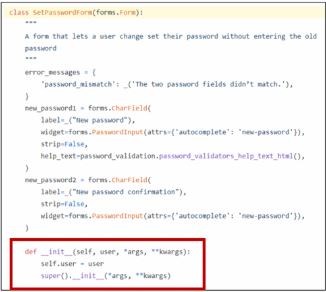 class SetPasswordForm(forms.Form):
"""
A form that lets a user change set their password without entering the old
password
"""
error_messages = {
'password_mismatch': _('The two password fields didn"t match.'),
}
new_password1 = forms.CharField(
label=_("New password"),
widget=forms.PasswordInput(attrs={'autocomplete': 'new-password'}),
strip=False,
help_text=password_validation.password_validators_help_text_html(),
)
new_password2 = forms.CharField(
label=_("New password confirmation"),
strip=False,
widget=forms.PasswordInput(attrs={'autocomplete': 'new-password'}),
)
def __init__(self, user, *args, **kwargs):
self.user = user
super().__init__(*args, **kwargs)